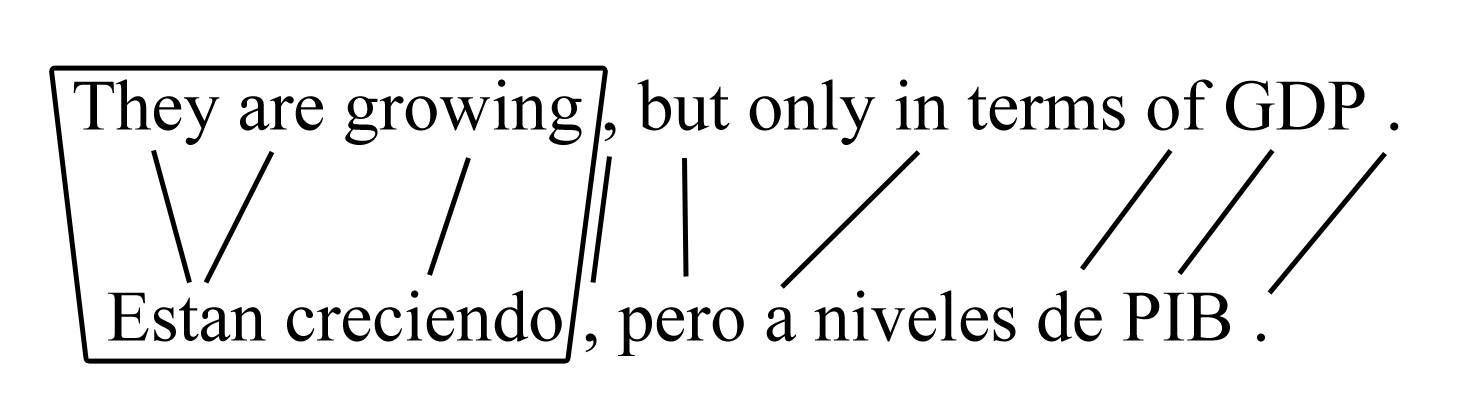 They are growing , but only in terms of GDP .
Estan creciendo , pero a niveles de PIB .